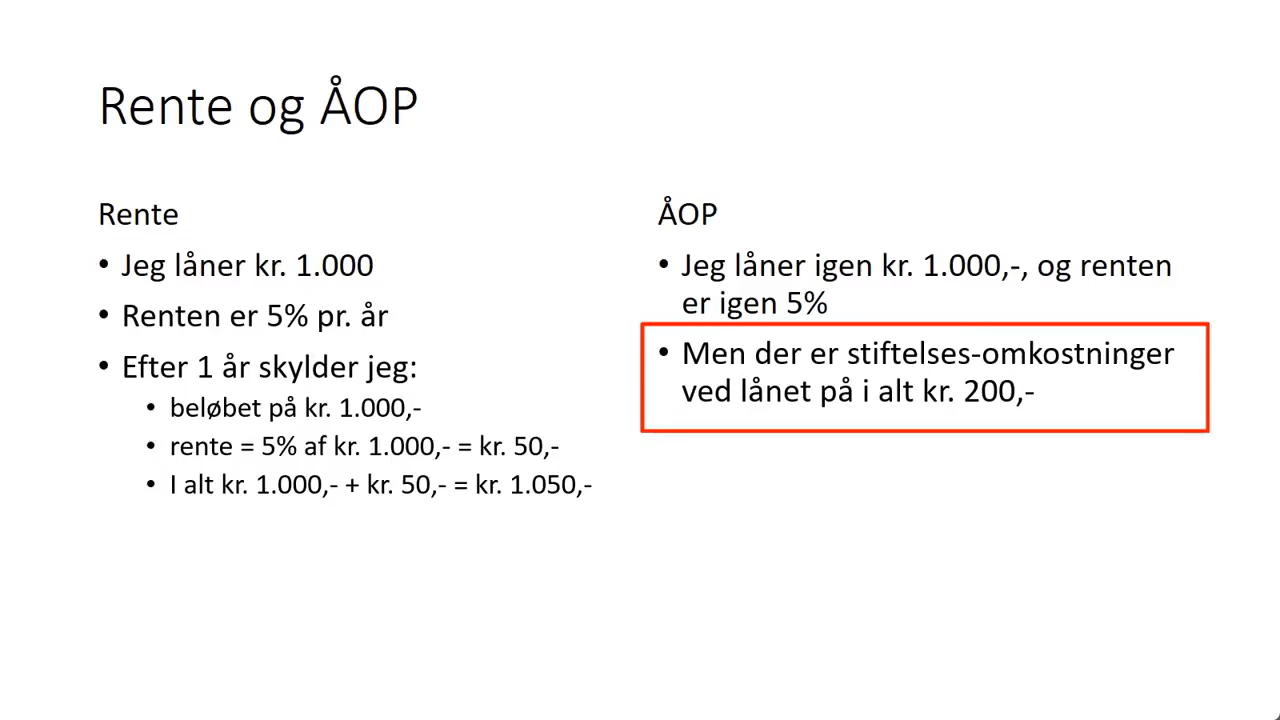 Rente og ÅOP
Rente
• Jeg låner kr. 1.000
• Renten er 5% pr. år
• Efter 1 år skylder jeg:
• beløbet på kr. 1.000,-
• rente = 5% af kr. 1.000,- = kr. 50,-
• I alt kr. 1.000,- + kr. 50,- = kr. 1.050,-
ÅOP
• Jeg låner igen kr. 1.000,-, og renten
er igen 5%
• Men der er stiftelses-omkostninger
ved lånet på i alt kr. 200,-